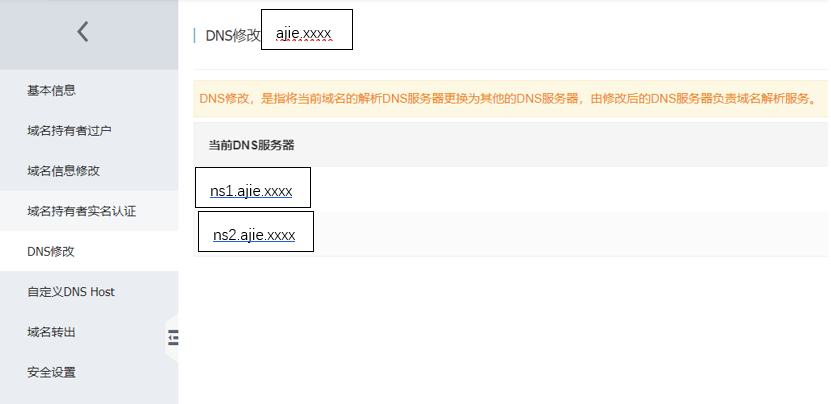 DNS修改 ajie.xxxx
基本信息
域名持有者过户
域名信息修改
域名持有者实名认证
DNS修改
自定义DNS Host
域名转出
安全设置
DNS修改，是指将当前域名的解析DNS服务器更换为其他的DNS服务器，由修改后的DNS服务器负责域名解析服务。
当前DNS服务器
ns1.ajie.xxxx
ns2.ajie.xxxx